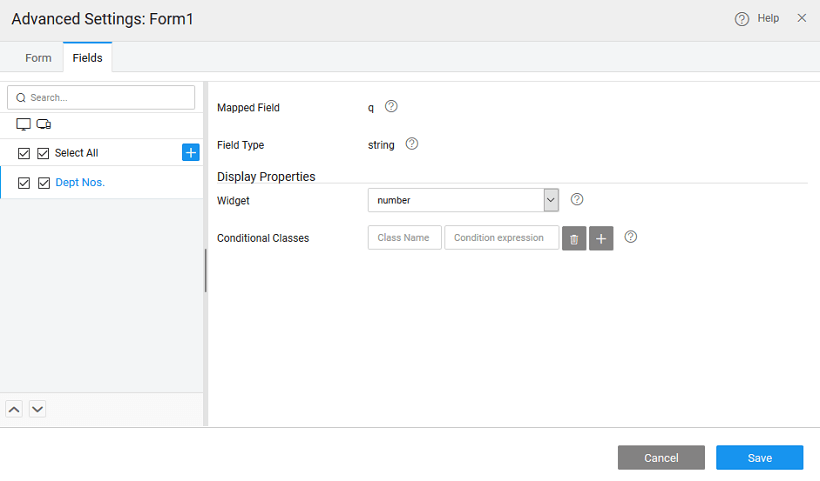 Advanced Settings: Form1
Help
Form
Fields
Search...
Select All
Dept Nos.
Mapped Field
q
Field Type
string
Display Properties
Widget
number
Conditional Classes
Class Name
Condition expression
Cancel
Save